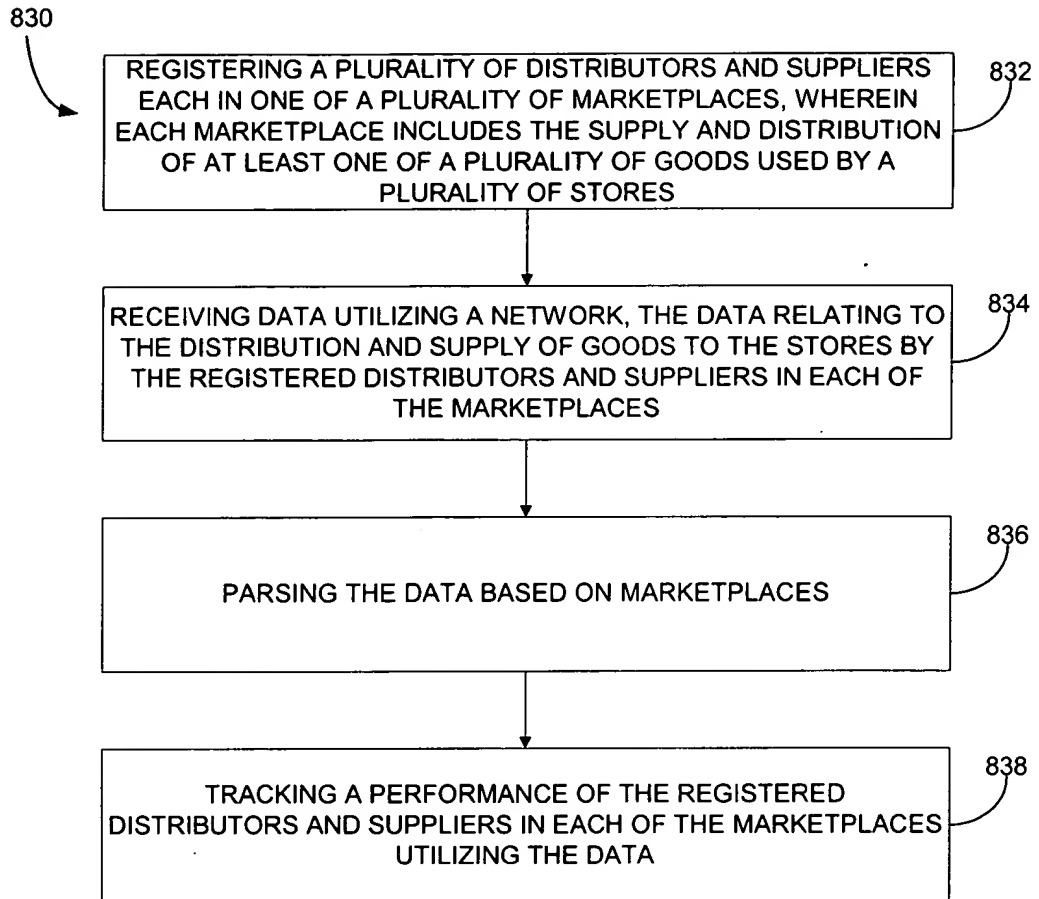 830
REGISTERING A PLURALITY OF DISTRIBUTORS AND SUPPLIERS
EACH IN ONE OF A PLURALITY OF MARKETPLACES, WHEREIN
EACH MARKETPLACE INCLUDES THE SUPPLY AND DISTRIBUTION
OF AT LEAST ONE OF A PLURALITY OF GOODS USED BY A
PLURALITY OF STORES
832
RECEIVING DATA UTILIZING A NETWORK, THE DATA RELATING TO
THE DISTRIBUTION AND SUPPLY OF GOODS TO THE STORES BY
THE REGISTERED DISTRIBUTORS AND SUPPLIERS IN EACH OF
THE MARKETPLACES
834
PARSING THE DATA BASED ON MARKETPLACES
836
TRACKING A PERFORMANCE OF THE REGISTERED
DISTRIBUTORS AND SUPPLIERS IN EACH OF THE MARKETPLACES
UTILIZING THE DATA
838